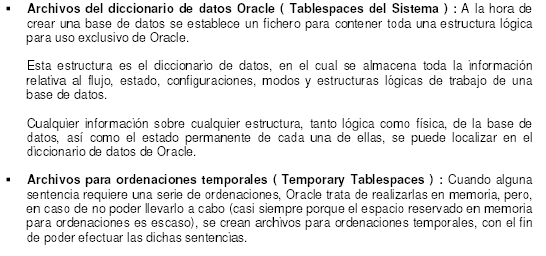 ▪ Archivos del diccionario de datos Oracle ( Tablespaces del Sistema ) : A la hora de
crear una base de datos se establece un fichero para contener toda una estructura lógica
para uso exclusivo de Oracle.
Esta estructura es el diccionario de datos, en el cual se almacena toda la información
relativa al flujo, estado, configuraciones, modos y estructuras lógicas de trabajo de una
base de datos.
Cualquier información sobre cualquier estructura, tanto lógica como física, de la base de
datos, así como el estado permanente de cada una de ellas, se puede localizar en el
diccionario de datos de Oracle.
▪ Archivos para ordenaciones temporales ( Temporary Tablespaces ) : Cuando alguna
sentencia requiere una serie de ordenaciones, Oracle trata de realizarlas en memoria, pero,
en caso de no poder llevarlo a cabo (casi siempre porque el espacio reservado en memoria
para ordenaciones es escaso), se crean archivos para ordenaciones temporales, con el fin
de poder efectuar las dichas sentencias.